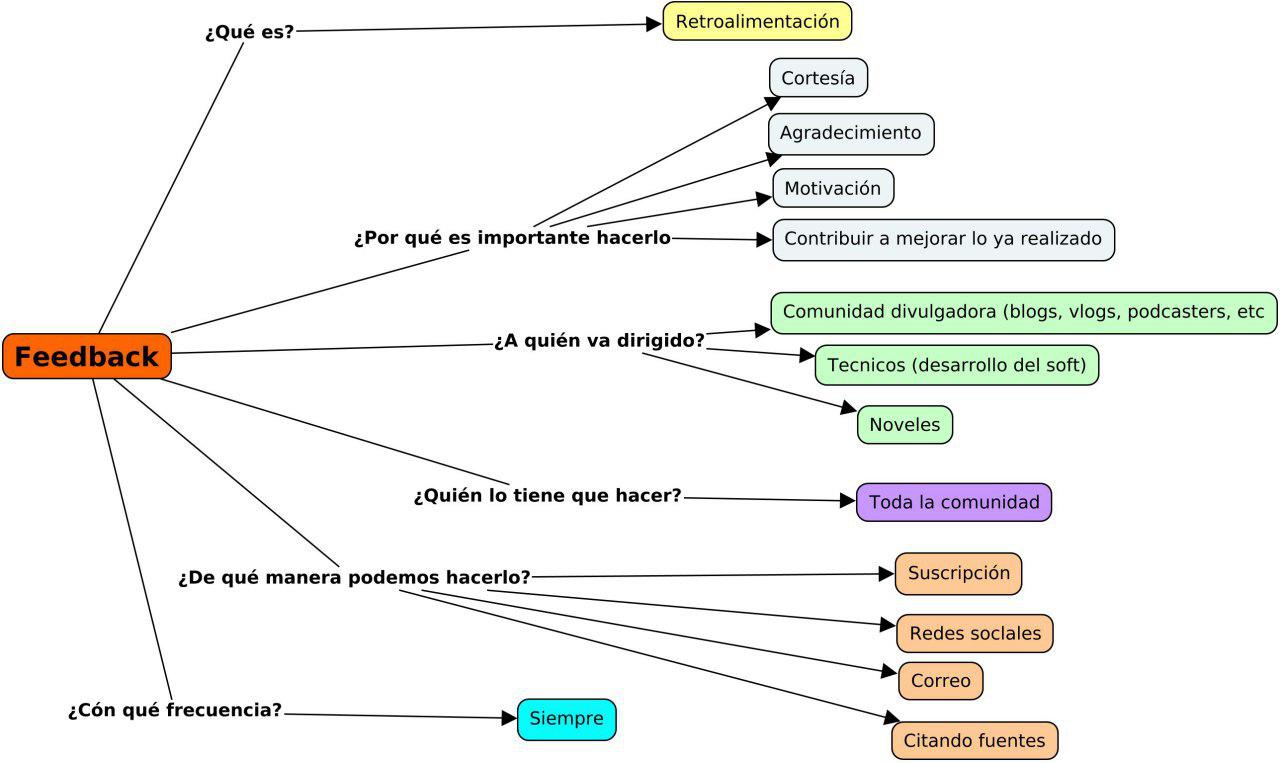 ¿Qué es?
Retroalimentación
Cortesía
Agradecimiento
Motivación
¿Por qué es importante hacerlo
Contribuir a mejorar lo ya realizado
Comunidad divulgadora (blogs, vlogs, podcasters, etc
¿A quién va dirigido?
Feedback
Tecnicos (desarrollo del soft)
Noveles
¿Quién lo tiene que hacer?
Toda la comunidad
¿De qué manera podemos hacerlo?
Suscripción
Redes soclales
Correo
¿Cón qué frecuencia?
Siempre
Citando fuentes